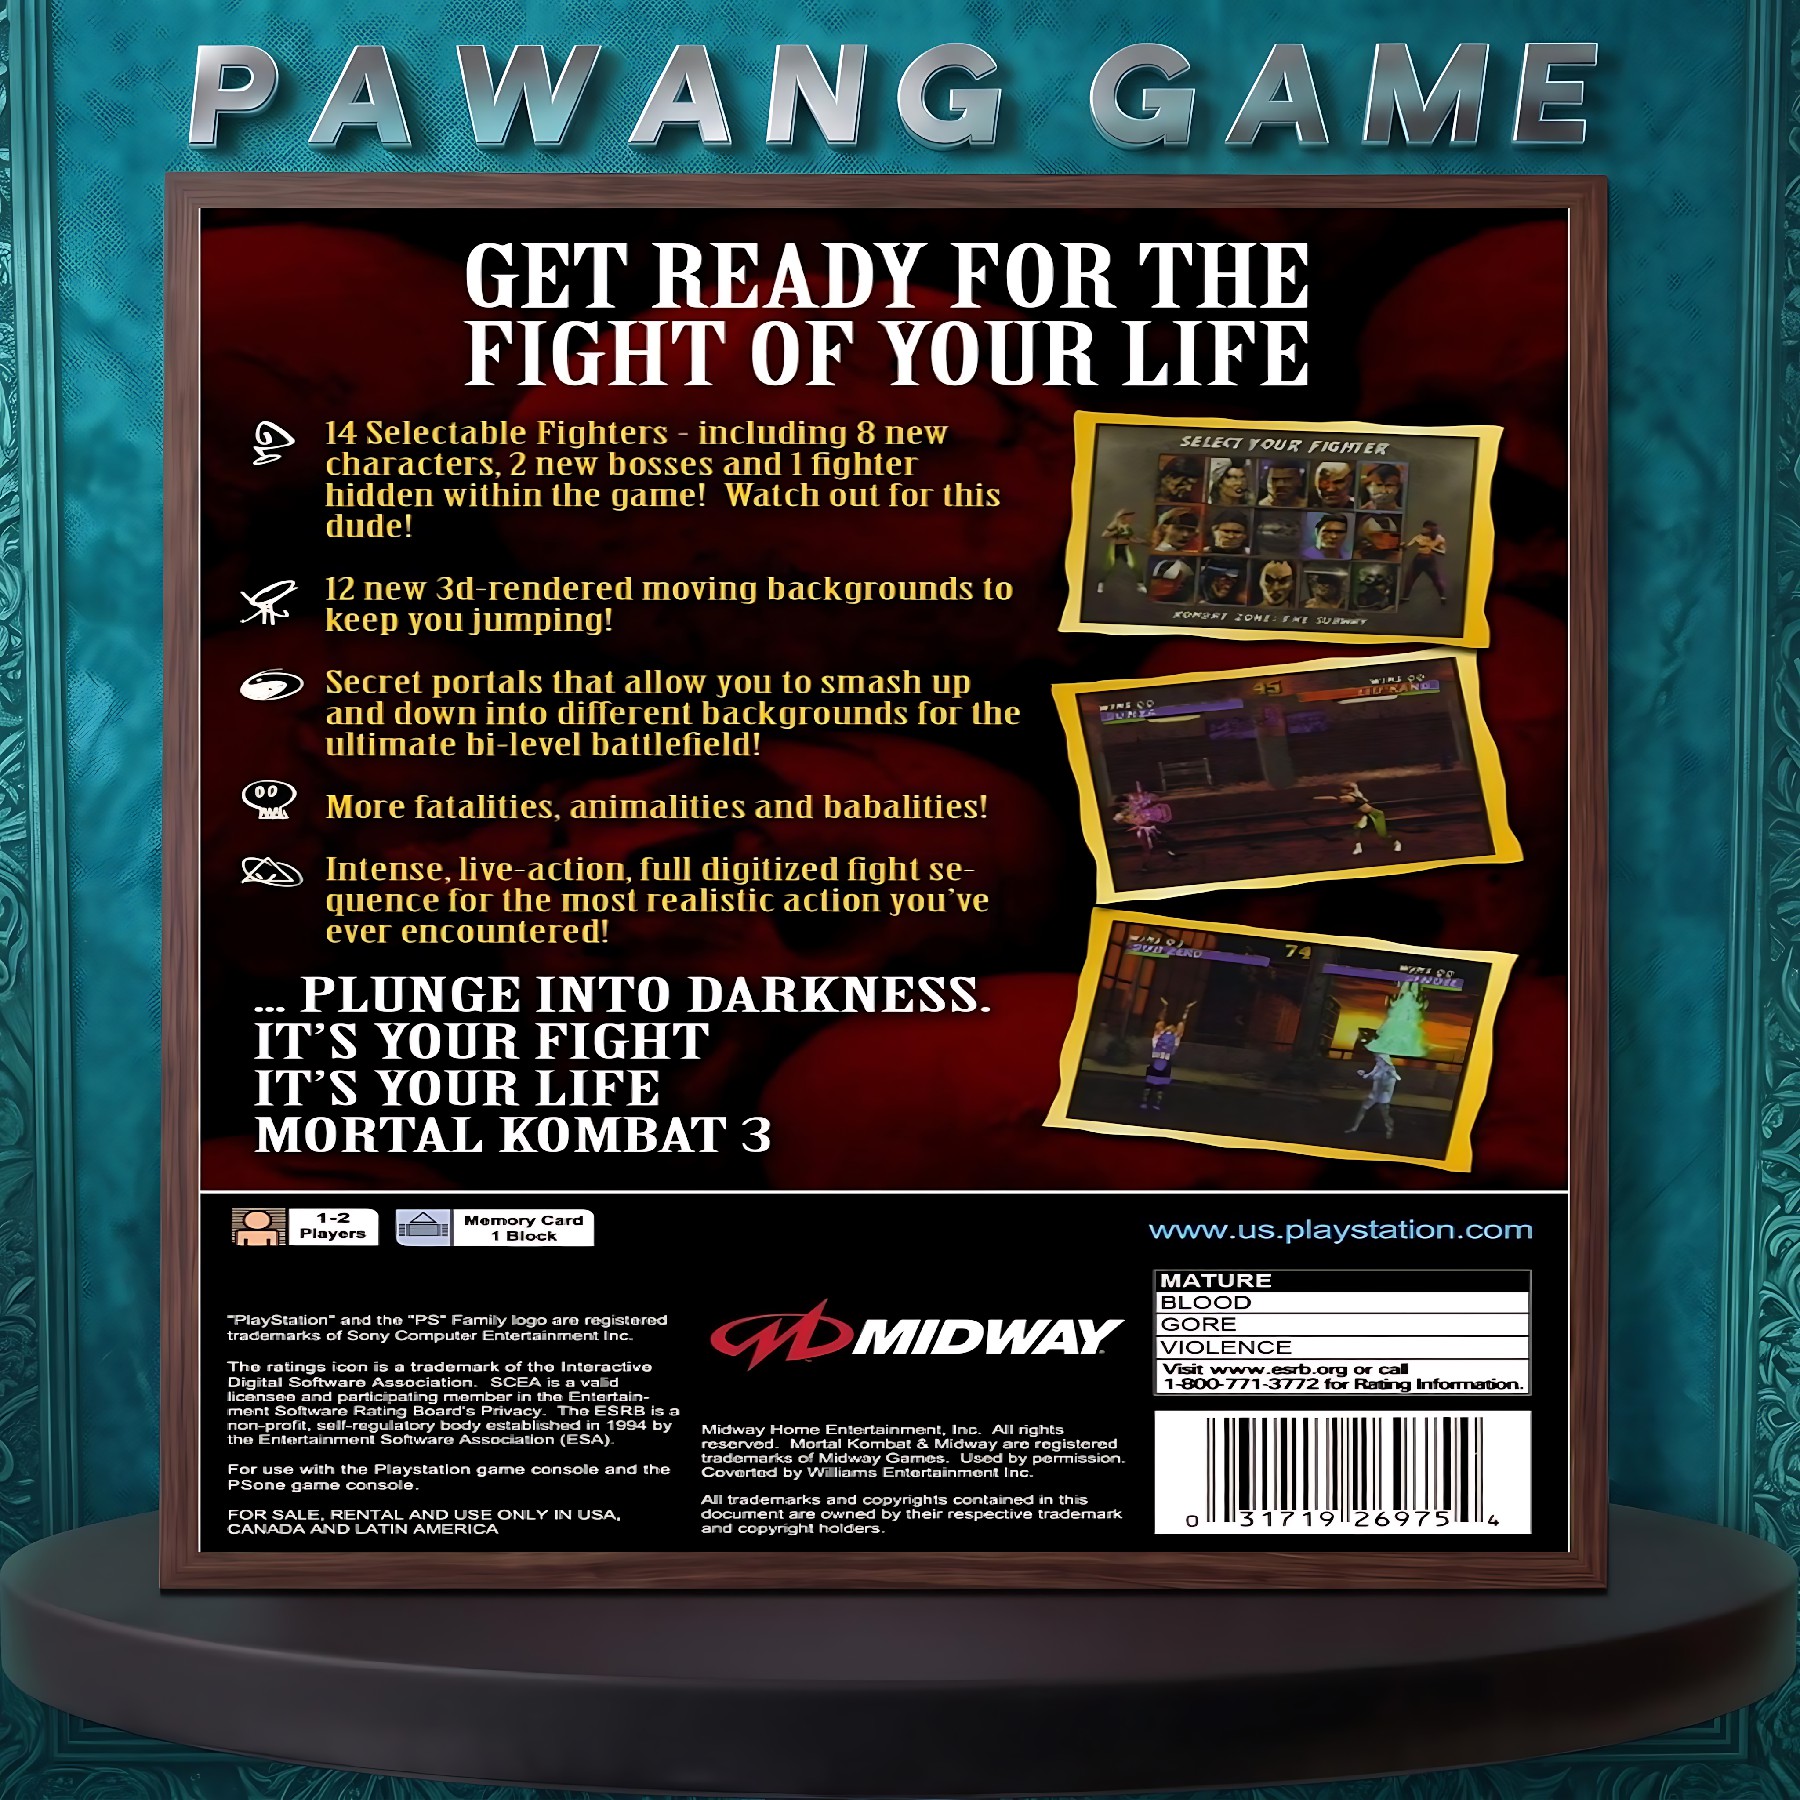 PAWANG GAME
GET READY FOR THE
FIGHT OF YOUR LIFE
14 Selectable Fighters - including 8 new
characters, 2 new bosses and 1 fighter
hidden within the game! Watch out for this
dude!
12 new 3d-rendered moving backgrounds to
keep you jumping!
Secret portals that allow you to smash up
and down into different backgrounds for the
ultimate bi-level battlefield!
More fatalities, animalities and babalities!
Intense, live-action, full digitized fight se-
quence for the most realistic action you've
ever encountered!
... PLUNGE INTO DARKNESS.
IT'S YOUR FIGHT
IT'S YOUR LIFE
MORTAL KOMBAT 3
SELECT YOUR FIGHTER
KOMBAT ZONE: THE SUBWAY
45
LIU KANG
SUB-ZERO
74
1-2
Players
Memory Card
1 Block
www.us.playstation.com
"PlayStation" and the "PS" Family logo are registered
trademarks of Sony Computer Entertainment Inc.
The ratings icon is a trademark of the Interactive
Digital Software Association. SCEA is a valid
licensee and participating member in the Entertain-
ment Software Rating Board's Privacy. The ESRB is a
non-profit, self-regulatory body established in 1994 by
the Entertainment Software Association (ESA).
For use with the Playstation game console and the
PSone game console.
FOR SALE, RENTAL AND USE ONLY IN USA,
CANADA AND LATIN AMERICA
MIDWAY
Midway Home Entertainment, Inc. All rights
reserved. Mortal Kombat & Midway are registered
trademarks of Midway Games. Used by permission.
Coverted by Williams Entertainment Inc.
All trademarks and copyrights contained in this
document are owned by their respective trademark
and copyright holders.
MATURE
BLOOD
GORE
VIOLENCE
Visit www.esrb.org or call
1-800-771-3772 for Rating Information.
0 31719 26975 4